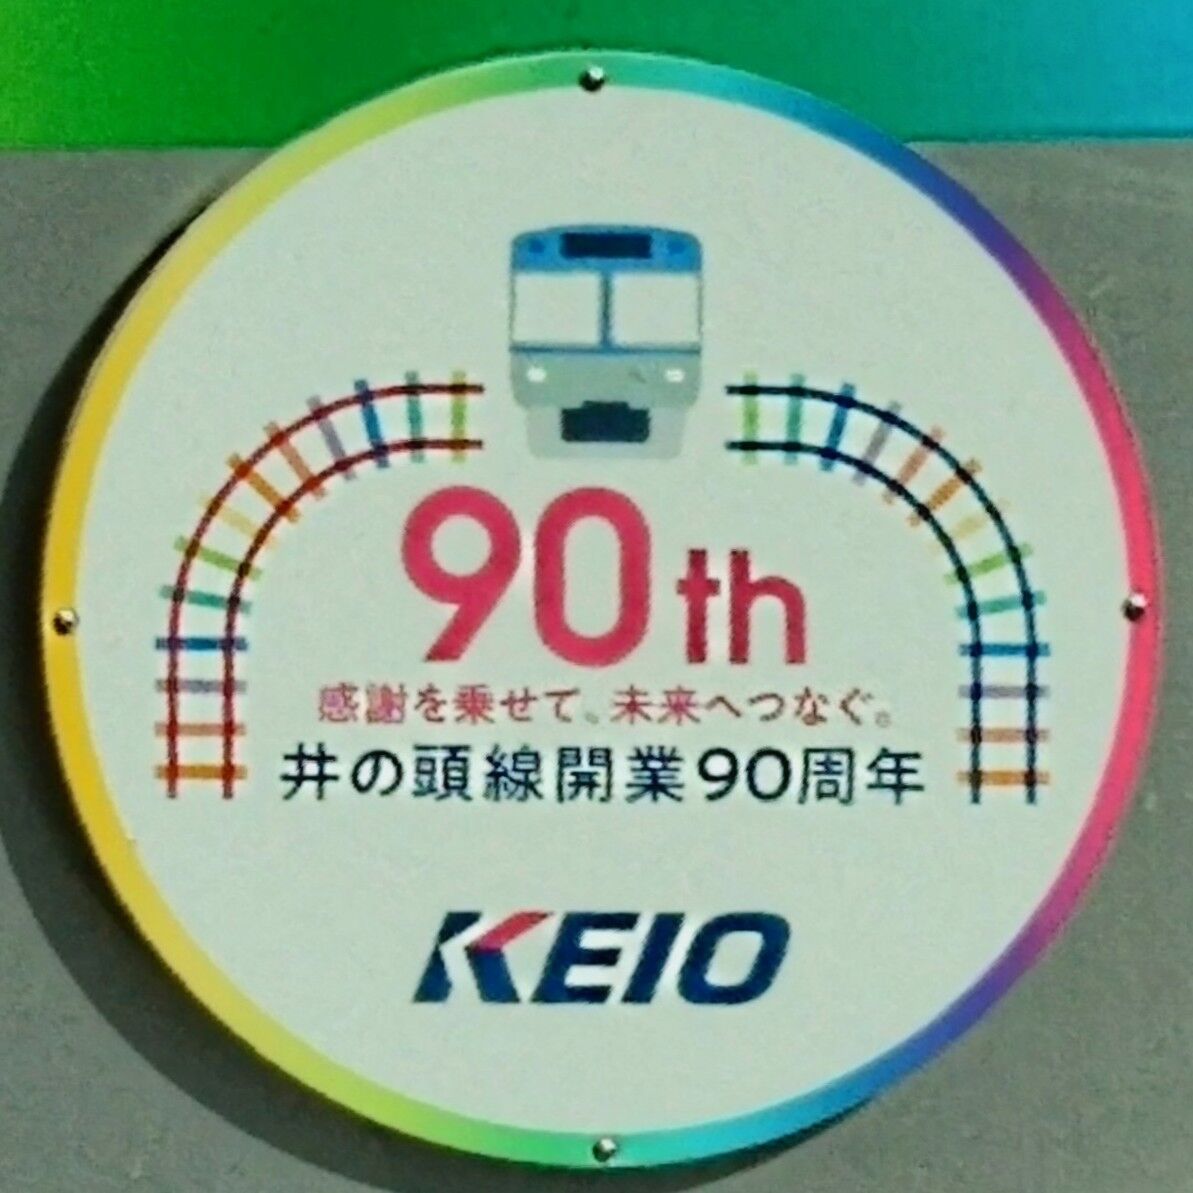 90th
感謝を乗せて、未来へつなぐ。
井の頭線開業90周年
KEIO